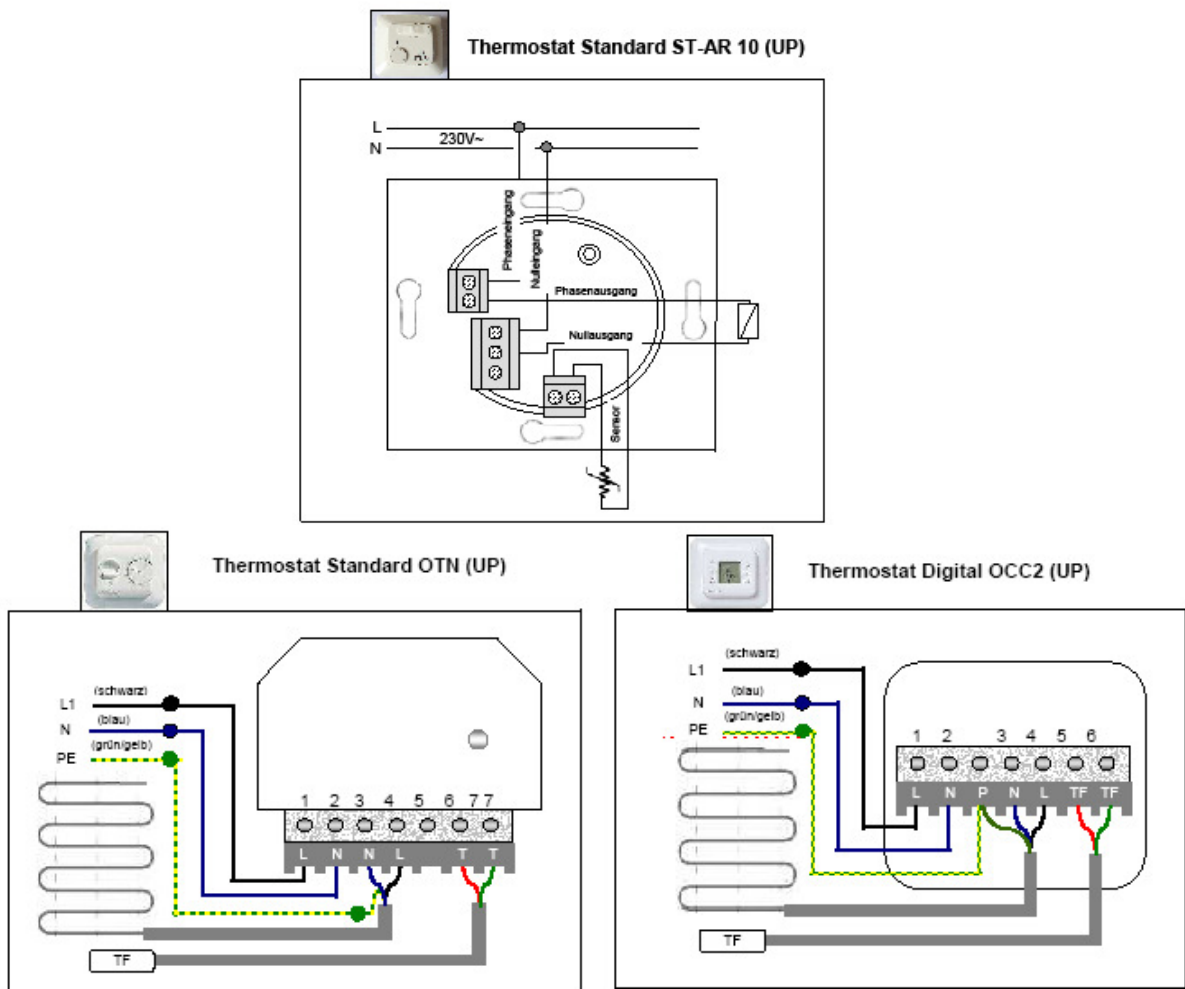 Thermostat Standard ST-AR 10 (UP)
L
N
230V~
Phaseneingang
Nulleingang
Phasenausgang
Nullausgang
Sensor
Thermostat Standard OTN (UP)
(schwarz)
L1
(blau)
N
(grün/gelb)
PE
1 2 3 4 5 6 7 7
L N N L T T
TF
Thermostat Digital OCC2 (UP)
(schwarz)
L1
(blau)
N
(grün/gelb)
PE
1 2 3 4 5 6
L N P N L TF TF
TF